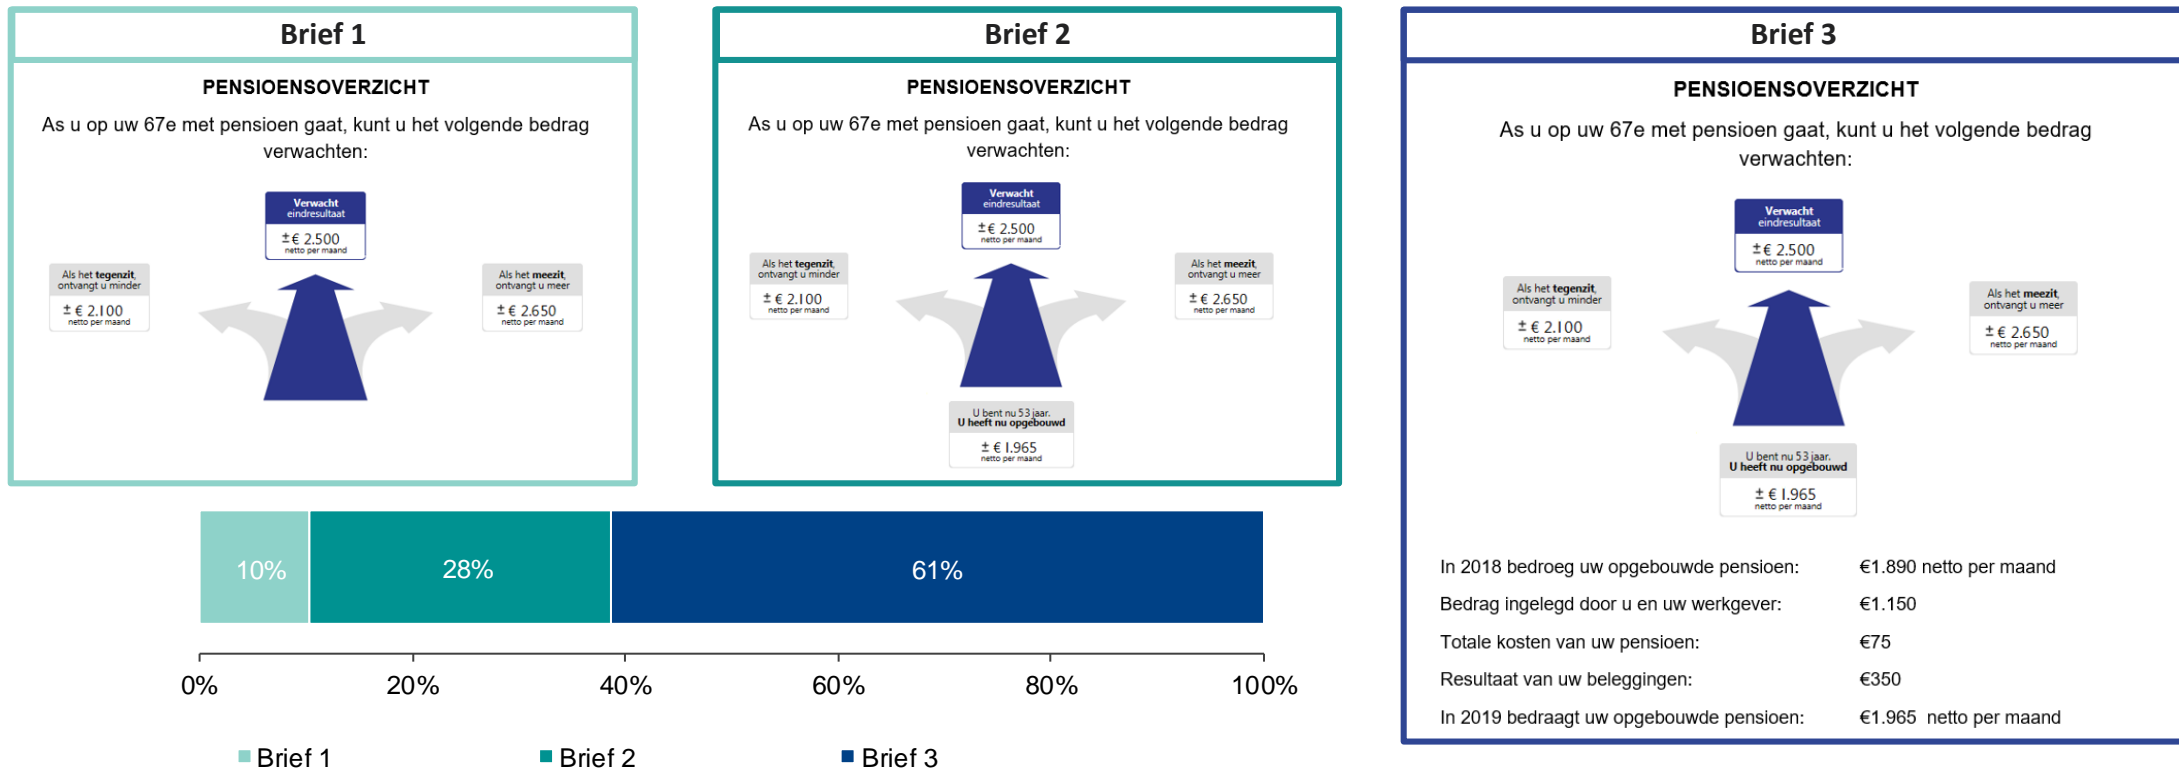 Brief 1
PENSIOENSOVERZICHT
As u op uw 67e met pensioen gaat, kunt u het volgende bedrag
verwachten:
Verwacht
eindresultaat
± € 2.500
netto per maand
Als het tegenzit,
ontvangt u minder
± € 2.100
netto per maand
Als het meezit,
ontvangt u meer
± € 2.650
netto per maand
Brief 2
PENSIOENSOVERZICHT
As u op uw 67e met pensioen gaat, kunt u het volgende bedrag
verwachten:
Verwacht
eindresultaat
± € 2.500
netto per maand
Als het tegenzit,
ontvangt u minder
± € 2.100
netto per maand
Als het meezit,
ontvangt u meer
± € 2.650
netto per maand
U bent nu 53 jaar.
U heeft nu opgebouwd
± € 1.965
netto per maand
Brief 3
PENSIOENSOVERZICHT
As u op uw 67e met pensioen gaat, kunt u het volgende bedrag
verwachten:
Verwacht
eindresultaat
± € 2.500
netto per maand
Als het tegenzit,
ontvangt u minder
± € 2.100
netto per maand
Als het meezit,
ontvangt u meer
± € 2.650
netto per maand
U bent nu 53 jaar.
U heeft nu opgebouwd
± € 1.965
netto per maand
In 2018 bedroeg uw opgebouwde pensioen: €1.890 netto per maand
Bedrag ingelegd door u en uw werkgever: €1.150
Totale kosten van uw pensioen: €75
Resultaat van uw beleggingen: €350
In 2019 bedraagt uw opgebouwde pensioen: €1.965 netto per maand
10% 28% 61%
0% 20% 40% 60% 80% 100%
Brief 1 Brief 2 Brief 3